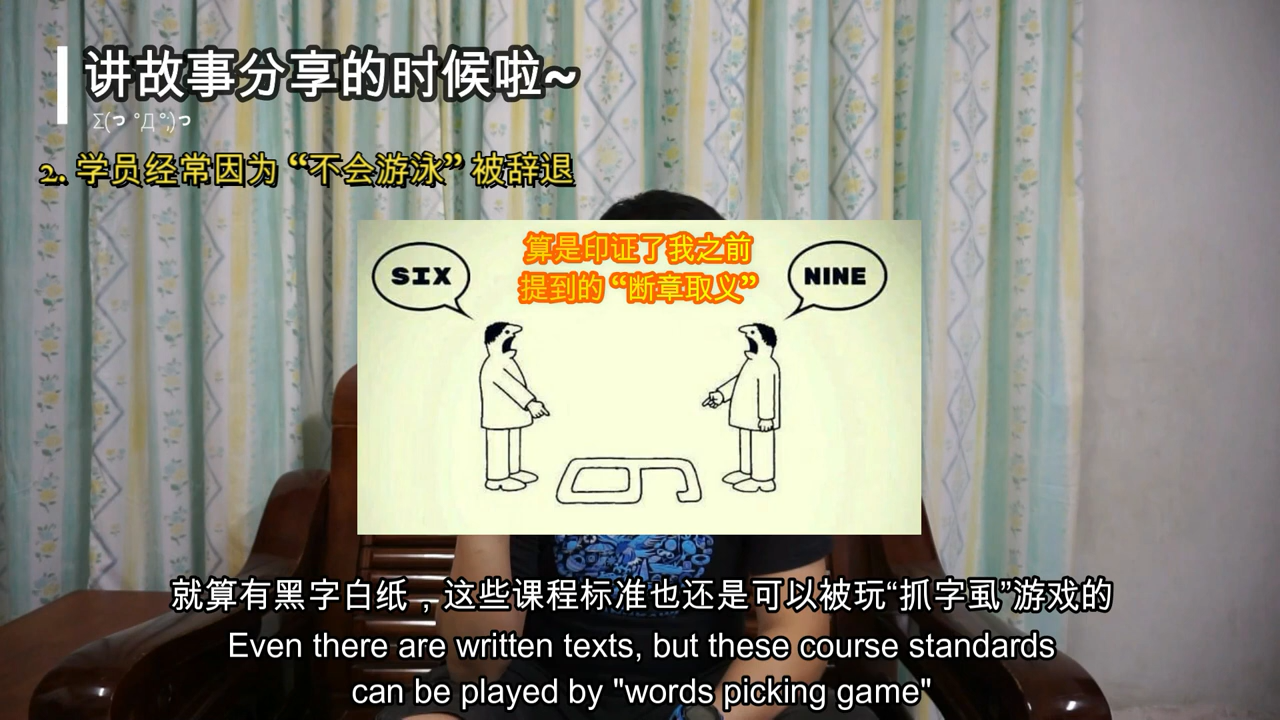 讲故事分享的时候啦~
Σ(っ °Д °;)っ
2. 学员经常因为 “不会游泳” 被辞退
算是印证了我之前
提到的 “断章取义”
SIX
NINE
就算有黑字白纸，这些课程标准也还是可以被玩“抓字虱”游戏的
Even there are written texts, but these course standards
can be played by "words picking game"